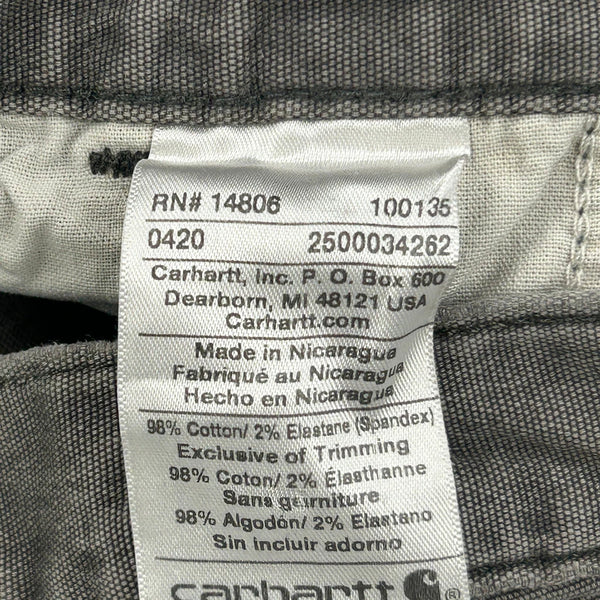 RN# 14806 100135
0420 2500034262
Carhartt, Inc. P. O. Box 600
Dearborn, MI 48121 USA
Carhartt.com
Made in Nicaragua
Fabriqué au Nicaragua
Hecho en Nicaragua
98% Cotton/ 2% Elastane (Spandex)
Exclusive of Trimming
98% Coton/ 2% Élasthanne
Sans garniture
98% Algodón/ 2% Elastano
Sin incluir adorno
carhartt